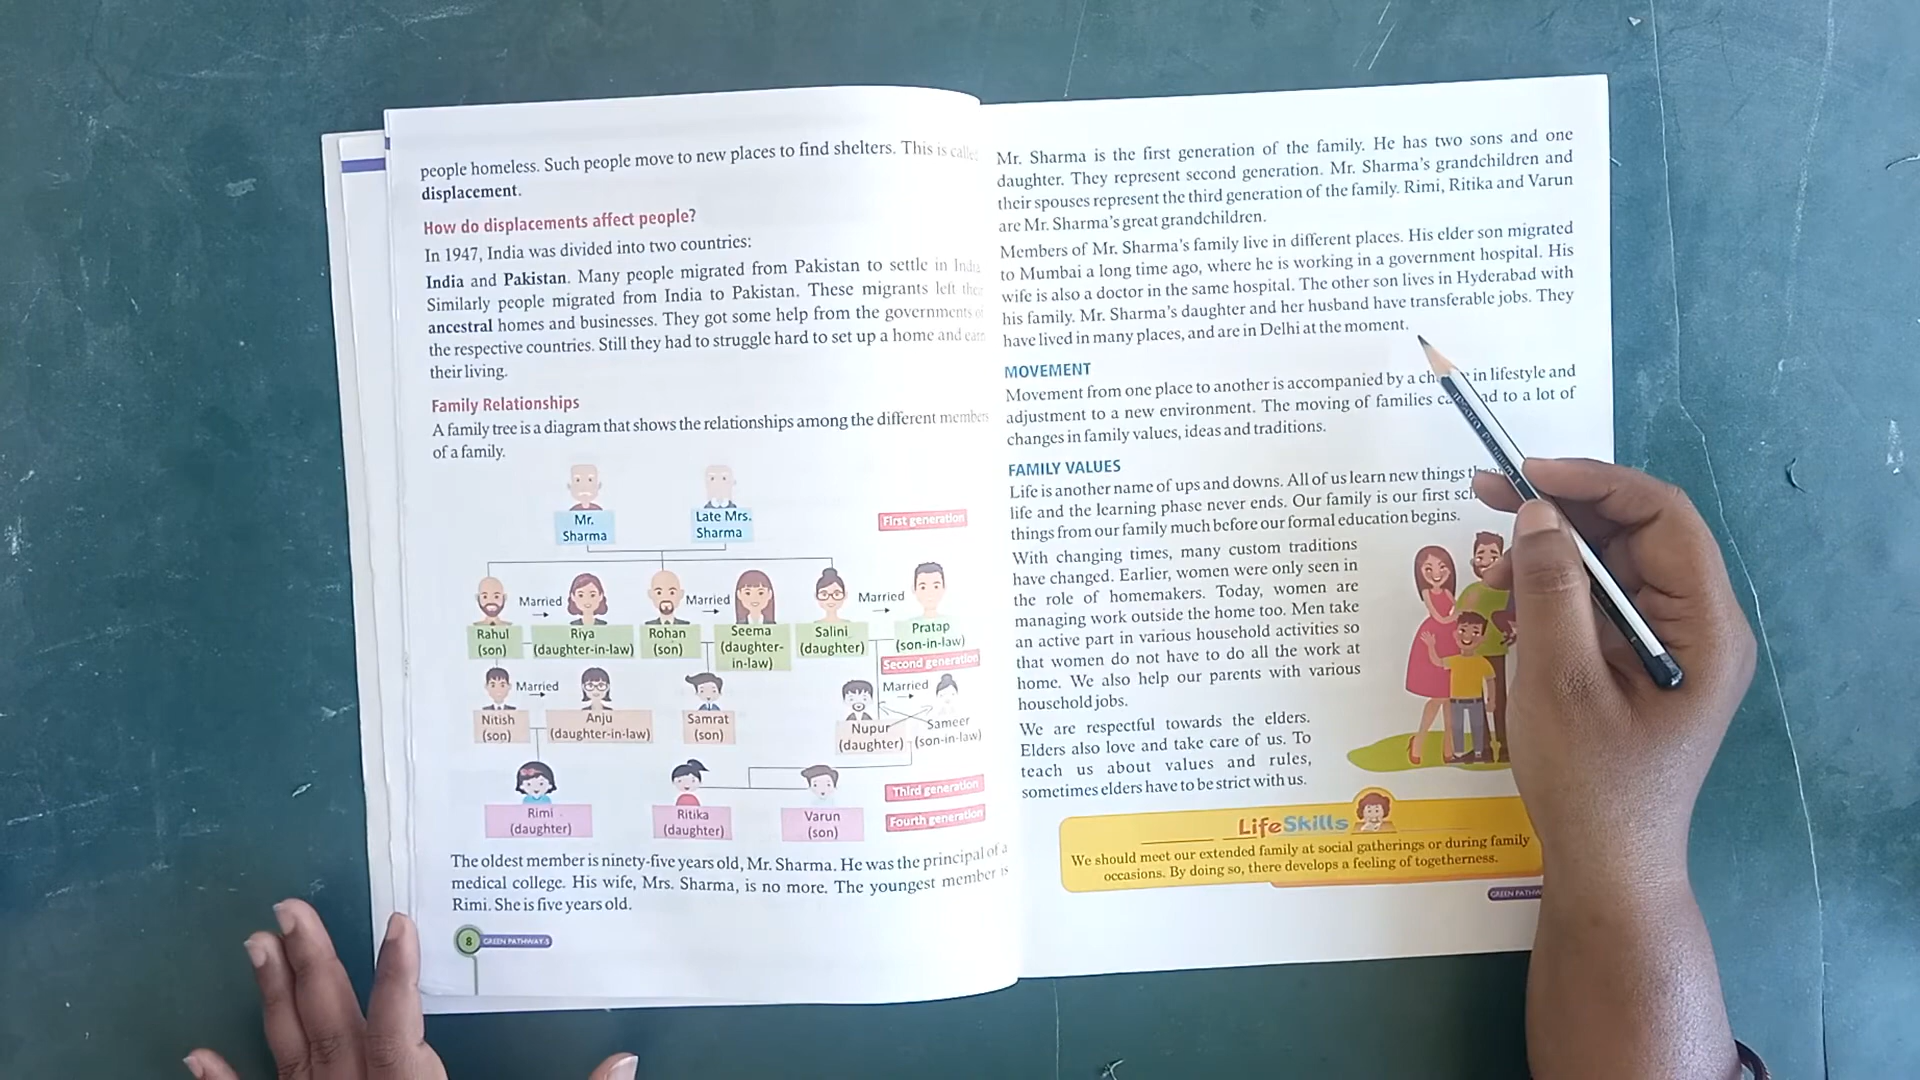 people homeless. Such people move to new places to find shelters. This is
displacement.
How do displacements affect people?
In 1947, India was divided into two countries:
India and Pakistan. Many people migrated from Pakistan to settle in
Similarly people migrated from India to Pakistan. These migrants left
ancestral homes and businesses. They got some help from the governments
the respective countries. Still they had to struggle hard to set up a home and
their living.
Family Relationships
A family tree is a diagram that shows the relationships among the different members
of a family.
Mr.
Sharma
Late Mrs.
Sharma
First generation
Married
Married
Married
Rahul
(son)
Riya
(daughter-in-law)
Rohan
(son)
Seema
(daughter-
in-law)
Salini
(daughter)
Pratap
(son-in-law)
Second generation
Married
Married
Nitish
(son)
Anju
(daughter-in-law)
Samrat
(son)
Nupur
(daughter)
Sameer
(son-in-law)
Third generation
Rimi
(daughter)
Ritika
(daughter)
Varun
(son)
Fourth generation
The oldest member is ninety-five years old, Mr. Sharma. He was the principal of a
medical college. His wife, Mrs. Sharma, is no more. The youngest member is
Rimi. She is five years old.
8 GREEN PATHWAY-5
Mr. Sharma is the first generation of the family. He has two sons and one
daughter. They represent second generation. Mr. Sharma's grandchildren and
their spouses represent the third generation of the family. Rimi, Ritika and Varun
are Mr. Sharma's great grandchildren.
Members of Mr. Sharma's family live in different places. His elder son migrated
to Mumbai a long time ago, where he is working in a government hospital. His
wife is also a doctor in the same hospital. The other son lives in Hyderabad with
his family. Mr. Sharma's daughter and her husband have transferable jobs. They
have lived in many places, and are in Delhi at the moment.
MOVEMENT
Movement from one place to another is accompanied by a in lifestyle and
adjustment to a new environment. The moving of families to a lot of
changes in family values, ideas and traditions.
FAMILY VALUES
Life is another name of ups and downs. All of us learn new things
life and the learning phase never ends. Our family is our first
things from our family much before our formal education begins.
With changing times, many custom traditions
have changed. Earlier, women were only seen in
the role of homemakers. Today, women are
managing work outside the home too. Men take
an active part in various household activities so
that women do not have to do all the work at
home. We also help our parents with various
household jobs.
We are respectful towards the elders.
Elders also love and take care of us. To
teach us about values and rules,
sometimes elders have to be strict with us.
LifeSkills
We should meet our extended family at social gatherings or during family
occasions. By doing so, there develops a feeling of togetherness.
GREEN